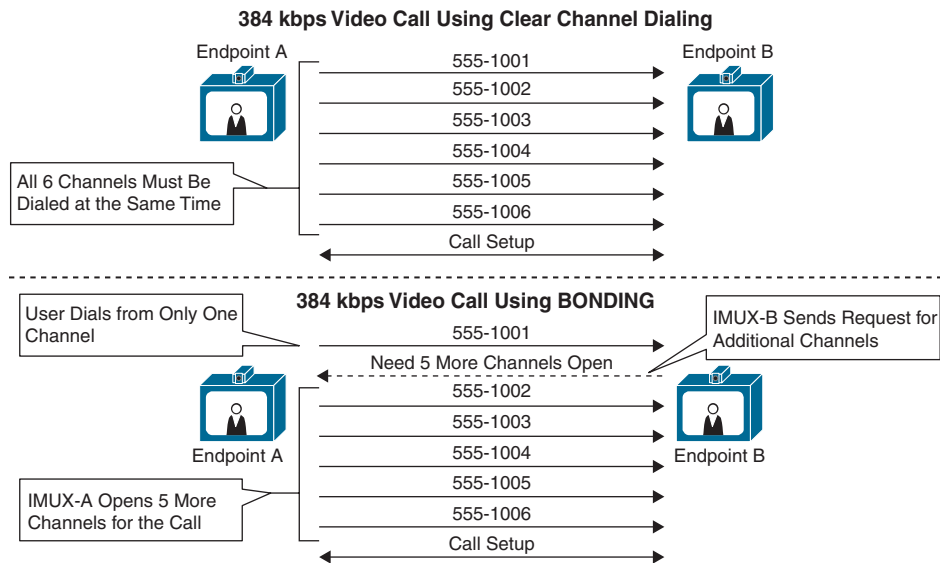 384 kbps Video Call Using Clear Channel Dialing
Endpoint A
Endpoint B
555-1001
555-1002
555-1003
555-1004
555-1005
555-1006
Call Setup
All 6 Channels Must Be
Dialed at the Same Time
384 kbps Video Call Using BONDING
User Dials from Only One
Channel
555-1001
IMUX-B Sends Request for
Additional Channels
Need 5 More Channels Open
555-1002
555-1003
555-1004
555-1005
555-1006
Call Setup
Endpoint A
Endpoint B
IMUX-A Opens 5 More
Channels for the Call